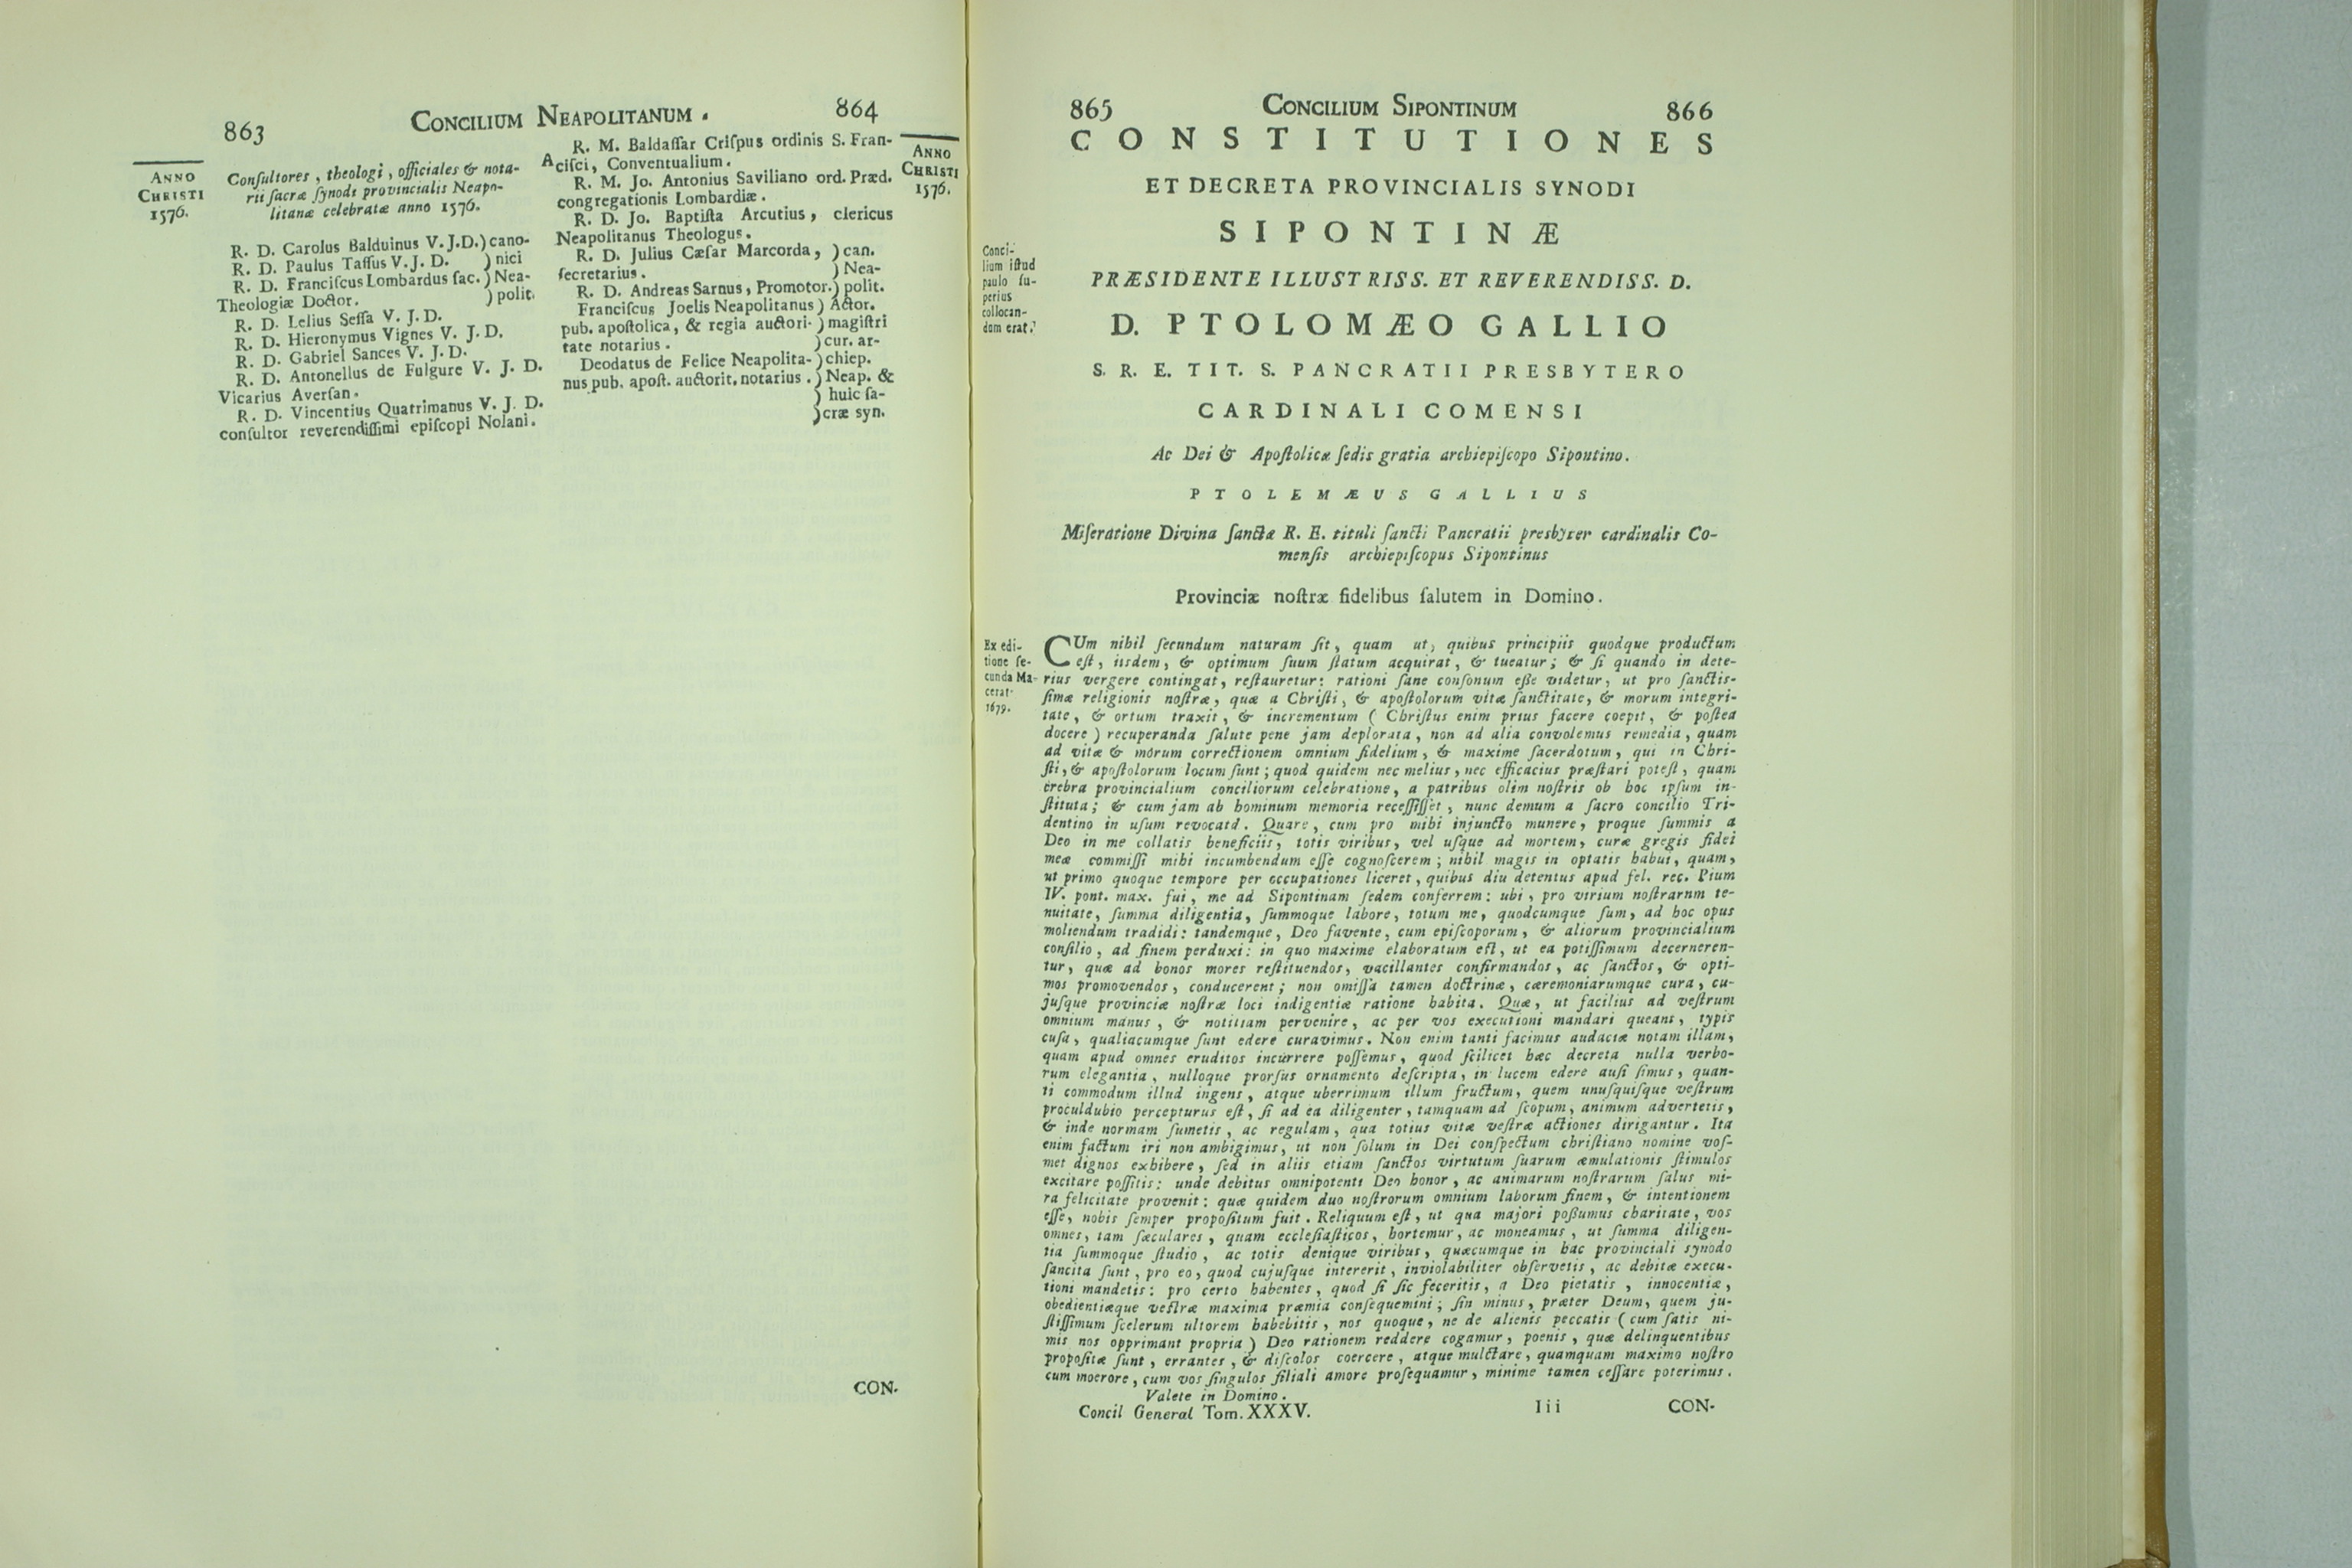 863
CONCILIUM NEAPOLITANUM.
864
ANNO
CHRISTI
1576.
Conſultores, theologi, officiales & nota-
rii ſacræ ſynodi provincialis Neapo-
litanæ celebratæ anno 1576.
R. D. Carolus Balduinus V. J.D.) cano-
R. D. Paulus Taſſus V. J. D. ) nici
R. D. Franciſcus Lombardus ſac. ) Nea-
Theologiæ Doctor. ) polit.
R. D. Lelius Seſſa V. J. D.
R. D. Hieronymus Vignes V. J. D.
R. D. Gabriel Sances V. J. D.
R. D. Antonellus de Fulgure V. J. D.
Vicarius Averſan.
R. D. Vincentius Quatrimanus V. J. D.
conſultor reverendiſſimi epiſcopi Nolani.
R. M. Baldaſſar Criſpus ordinis S. Fran-
A ciſci, Conventualium.
R. M. Jo. Antonius Saviliano ord. Præd.
congregationis Lombardiæ.
R. D. Jo. Baptiſta Arcutius, clericus
Neapolitanus Theologus.
R. D. Julius Cæſar Marcorda, ) can.
ſecretarius. ) Nea-
R. D. Andreas Sarnus, Promotor. ) polit.
Franciſcus Joelis Neapolitanus ) Actor.
pub. apoſtolica, & regia auctori- ) magiſtri
tate notarius. ) cur. ar-
Deodatus de Felice Neapolita- ) chiep.
nus pub. apoſt. auctorit. notarius. ) Neap. &
) huic ſa-
) cræ syn.
ANNO
CHRISTI
1576.
CON-
865
CONCILIUM SIPONTINUM
866
CONSTITUTIONES
ET DECRETA PROVINCIALIS SYNODI
SIPONTINÆ
PRÆSIDENTE ILLUSTRISS. ET REVERENDISS. D.
D. PTOLOMÆO GALLIO
S. R. E. TIT. S. PANCRATII PRESBYTERO
CARDINALI COMENSI
Ac Dei & Apoſtolicæ ſedis gratia archiepiſcopo Sipontino.
PTOLEMÆUS GALLIUS
Miſeratione Divina ſanctæ R. E. tituli ſancti Pancratii presbyter cardinalis Co-
menſis archiepiſcopus Sipontinus
Provinciæ noſtræ fidelibus ſalutem in Domino.
Conci-
lium iſtud
paulo ſu-
perius
collocan-
dum erat.
Ex edi-
tione ſe-
cunda Ma-
cerat.
1679.
CUm nihil ſecundum naturam ſit, quam ut, quibus principiis quodque productum
eſt, iisdem, & optimum ſuum ſtatum acquirat, & tueatur; & ſi quando in dete-
rius vergere contingat, reſtauretur: rationi ſane conſonum eſſe videtur, ut pro ſanctis-
ſimæ religionis noſtræ, quæ a Chriſti, & apoſtolorum vitæ ſanctitate, & morum integri-
tate, & ortum traxit, & incrementum ( Chriſtus enim prius facere coepit, & poſtea
docere ) recuperanda ſalute pene jam deplorata, non ad alia convolemus remedia, quam
ad vitæ & morum correctionem omnium fidelium, & maxime ſacerdotum, qui in Chri-
ſti, & apoſtolorum locum ſunt; quod quidem nec melius, nec efficacius præſtari poteſt, quam
crebra provincialium conciliorum celebratione, a patribus olim noſtris ob hoc ipſum in-
ſtituta; & cum jam ab hominum memoria receſſiſſet, nunc demum a ſacro concilio Tri-
dentino in uſum revocata. Quare, cum pro mihi injuncto munere, proque ſummis a
Deo in me collatis beneficiis, totis viribus, vel uſque ad mortem, curæ gregis fidei
meæ commiſſi mihi incumbendum eſſe cognoſcerem; nihil magis in optatis habui, quam,
ut primo quoque tempore per occupationes liceret, quibus diu detentus apud fel. rec. Pium
IV. pont. max. fui, me ad Sipontinam ſedem conferrem: ubi, pro virium noſtrarnm te-
nuitate, ſumma diligentia, ſummoque labore, totum me, quodcumque ſum, ad hoc opus
moliendum tradidi: tandemque, Deo favente, cum epiſcoporum, & aliorum provincialium
conſilio, ad finem perduxi: in quo maxime elaboratum eſt, ut ea potiſſimum decerneren-
tur, quæ ad bonos mores reſtituendos, vacillantes confirmandos, ac ſanctos, & opti-
mos promovendos, conducerent; non omiſſa tamen doctrinæ, cæremoniarumque cura, cu-
juſque provinciæ noſtræ loci indigentiæ ratione habita. Quæ, ut facilius ad veſtrum
omnium manus, & notitiam pervenire, ac per vos executioni mandari queant, typis
cuſa, qualiacumque ſunt edere curavimus. Non enim tanti facimus audaciæ notam illam,
quam apud omnes eruditos incurrere poſſemus, quod ſcilicet hæc decreta nulla verbo-
rum elegantia, nulloque prorſus ornamento deſcripta, in lucem edere auſi ſimus, quan-
ti commodum illud ingens, atque uberrimum illum fructum, quem unuſquiſque veſtrum
proculdubio percepturus eſt, ſi ad ea diligenter, tamquam ad ſcopum, animum advertetis,
& inde normam ſumetis, ac regulam, qua totius vitæ veſtræ actiones dirigantur. Ita
enim factum iri non ambigimus, ut non ſolum in Dei conſpectum chriſtiano nomine voſ-
met dignos exhibere, ſed in aliis etiam ſanctos virtutum ſuarum æmulationis ſtimulos
excitare poſſitis: unde debitus omnipotenti Deo honor, ac animarum noſtrarum ſalus mi-
ra felicitate provenit: quæ quidem duo noſtrorum omnium laborum finem, & intentionem
eſſe, nobis ſemper propoſitum fuit. Reliquum eſt, ut qua majori poſſumus charitate, vos
omnes, tam ſæculares, quam eccleſiaſticos, hortemur, ac moneamus, ut ſumma diligen-
tia ſummoque ſtudio, ac totis denique viribus, quæcumque in hac provinciali synodo
ſancita ſunt, pro eo, quod cujuſque intererit, inviolabiliter obſervetis, ac debitæ execu-
tioni mandetis: pro certo habentes, quod ſi ſic feceritis, a Deo pietatis, innocentiæ,
obedientiæque veſtræ maxima præmia conſequemini; ſin minus, præter Deum, quem ju-
ſtiſſimum ſcelerum ultorem habebitis, nos quoque, ne de alienis peccatis ( cum ſatis ni-
mis nos opprimant propria ) Deo rationem reddere cogamur, poenis, quæ delinquentibus
propoſitæ ſunt, errantes, & diſcolos coercere, atque mulctare, quamquam maximo noſtro
cum moerore, cum vos ſingulos filiali amore proſequamur, minime tamen ceſſare poterimus.
Valete in Domino.
Concil General Tom. XXXV.
Iii
CON-